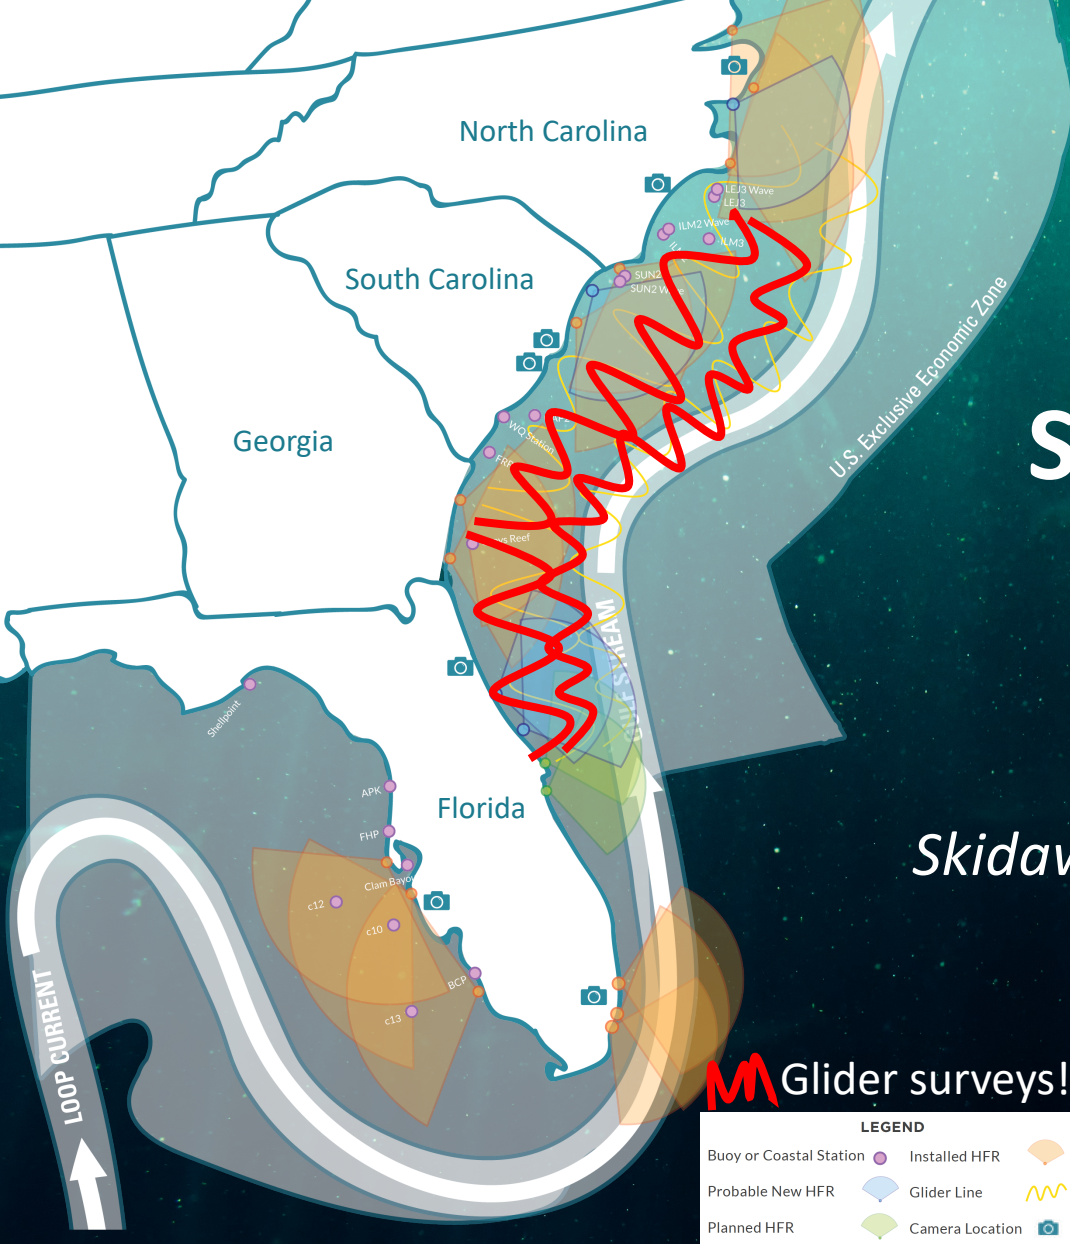 North Carolina
LEJ3 Wave
LEJ3
ILM2 Wave
ILM3
South Carolina
SUN2
SUN2 Wave
U.S. Exclusive Economic Zone
S
Georgia
WQ Station
GULF STREAM
Shellpoint
APK
Florida
FHP
Clam Bayou
c12
c10
BCP
c13
LOOP CURRENT
Skidaw
Glider surveys!
LEGEND
Buoy or Coastal Station
Installed HFR
Probable New HFR
Glider Line
Planned HFR
Camera Location